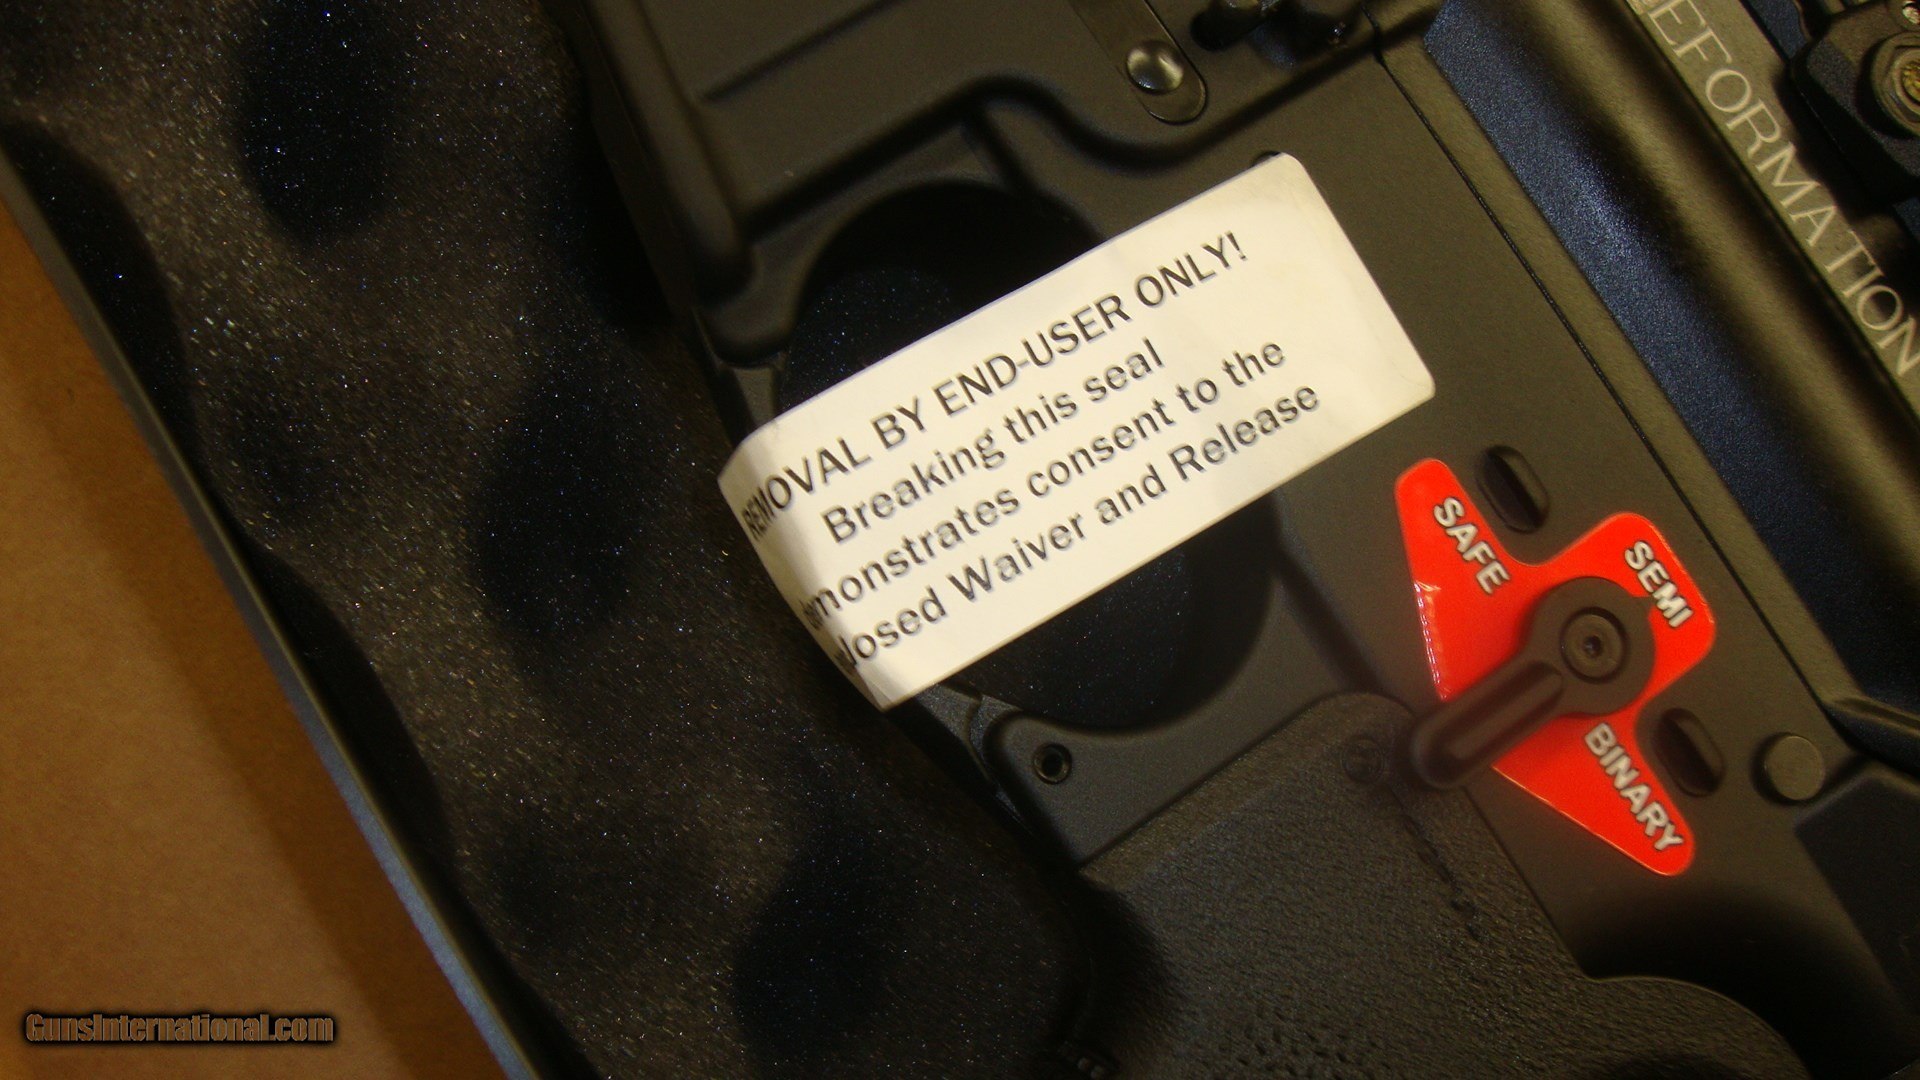 REMOVAL BY END-USER ONLY!
Breaking this seal
monstrates consent to the
losed Waiver and Release
SAFE
SEMI
BINARY
REFORMATION
GunsInternational.com